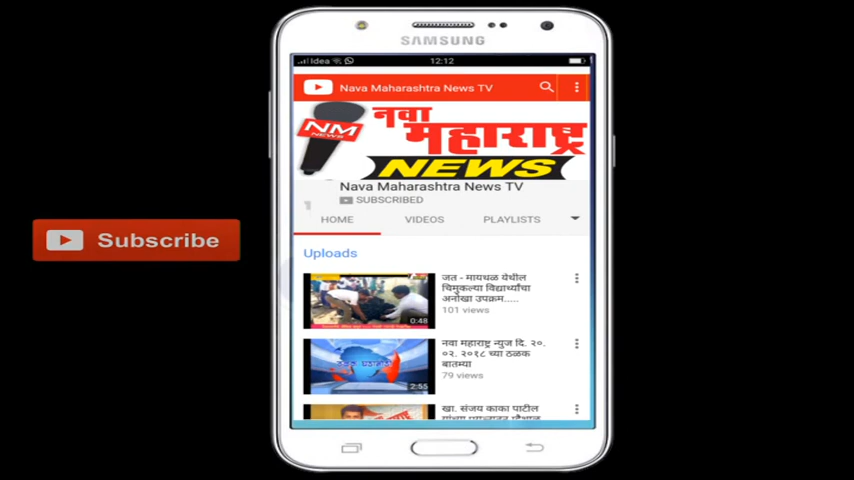 SAMSUNG
Idea 12:12
Nava Maharashtra News TV
NM
NEWS
नवा
महाराष्ट्र
NEWS
Nava Maharashtra News TV
SUBSCRIBED
HOME VIDEOS PLAYLISTS
Subscribe
Uploads
जत - मायथळ येथील
चिमुकल्या विद्यार्थ्यांचा
अनोखा उपक्रम.....
101 views
0:48
नवा महाराष्ट्र न्युज दि. २०.
०२. २०१८ च्या ठळक
बातम्या
79 views
2:55
खा. संजय काका पाटील